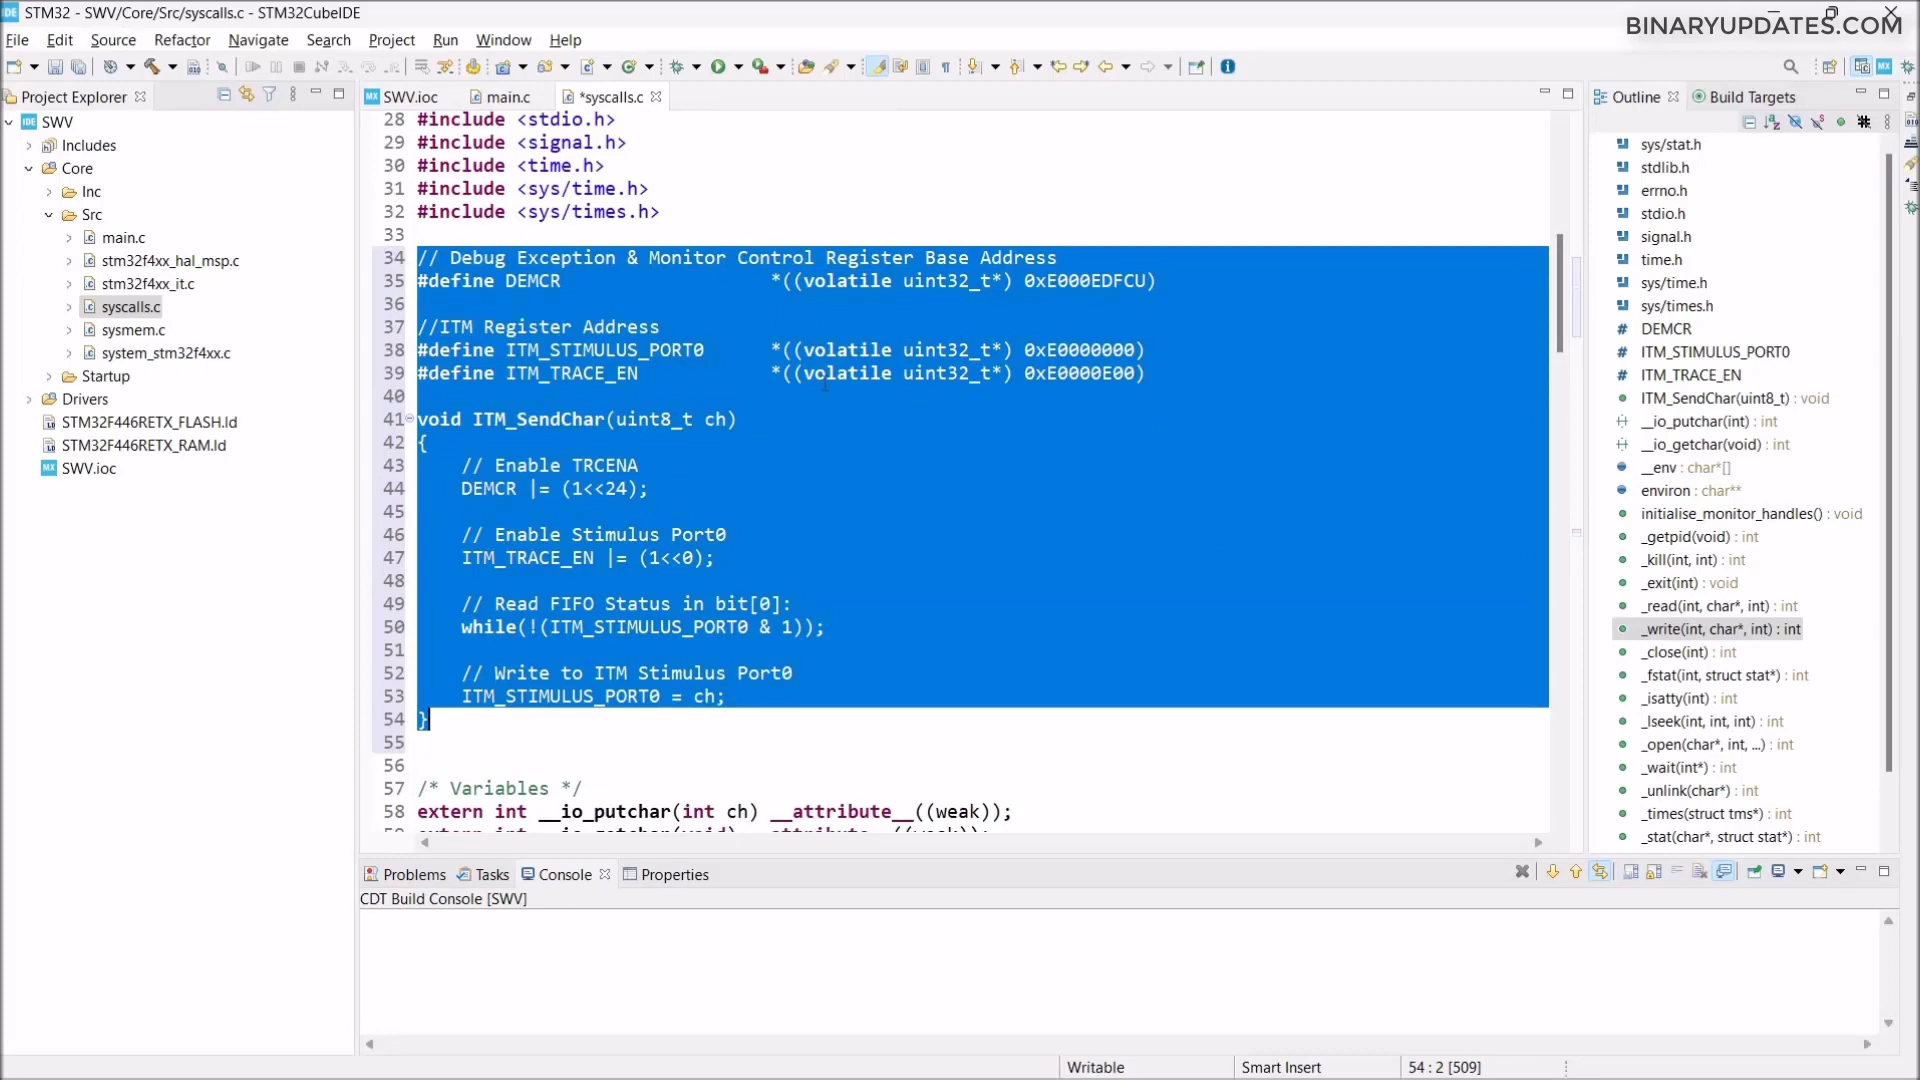 STM32 - SWV/Core/Src/syscalls.c - STM32CubeIDE
BINARYUPDATES.COM
File Edit Source Refactor Navigate Search Project Run Window Help
Project Explorer
SWV
Includes
Core
Inc
Src
main.c
stm32f4xx_hal_msp.c
stm32f4xx_it.c
syscalls.c
sysmem.c
system_stm32f4xx.c
Startup
Drivers
STM32F446RETX_FLASH.ld
STM32F446RETX_RAM.ld
SWV.ioc
SWV.ioc main.c *syscalls.c
28 #include <stdio.h>
29 #include <signal.h>
30 #include <time.h>
31 #include <sys/time.h>
32 #include <sys/times.h>
33
34 // Debug Exception & Monitor Control Register Base Address
35 #define DEMCR *((volatile uint32_t*) 0xE000EDFCU)
36
37 //ITM Register Address
38 #define ITM_STIMULUS_PORT0 *((volatile uint32_t*) 0xE0000000)
39 #define ITM_TRACE_EN *((volatile uint32_t*) 0xE0000E00)
40
41 void ITM_SendChar(uint8_t ch)
42 {
43 // Enable TRCENA
44 DEMCR |= (1<<24);
45
46 // Enable Stimulus Port0
47 ITM_TRACE_EN |= (1<<0);
48
49 // Read FIFO Status in bit[0]:
50 while(!(ITM_STIMULUS_PORT0 & 1));
51
52 // Write to ITM Stimulus Port0
53 ITM_STIMULUS_PORT0 = ch;
54 }
55
56
57 /* Variables */
58 extern int __io_putchar(int ch) __attribute__((weak));
Outline Build Targets
sys/stat.h
stdlib.h
errno.h
stdio.h
signal.h
time.h
sys/time.h
sys/times.h
# DEMCR
# ITM_STIMULUS_PORT0
# ITM_TRACE_EN
ITM_SendChar(uint8_t) : void
__io_putchar(int) : int
__io_getchar(void) : int
__env : char*[]
environ : char**
initialise_monitor_handles() : void
_getpid(void) : int
_kill(int, int) : int
_exit(int) : void
_read(int, char*, int) : int
_write(int, char*, int) : int
_close(int) : int
_fstat(int, struct stat*) : int
_isatty(int) : int
_lseek(int, int, int) : int
_open(char*, int, ...) : int
_wait(int*) : int
_unlink(char*) : int
_times(struct tms*) : int
_stat(char*, struct stat*) : int
Problems Tasks Console Properties
CDT Build Console [SWV]
Writable Smart Insert 54 : 2 [509]